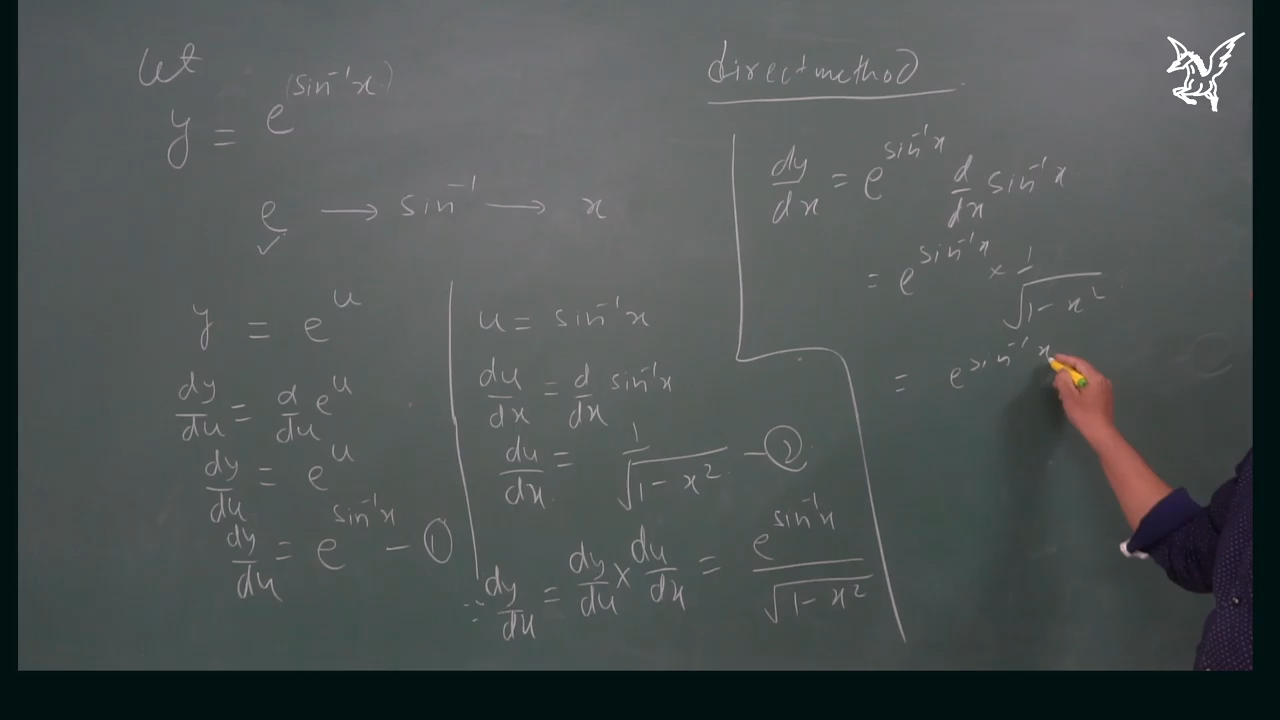 let
y = e^(sin⁻¹x)
e → sin⁻¹ → x
✓
y = e^u
dy/du = d/du e^u
dy/du = e^u
dy/du = e^sin⁻¹x – ①
u = sin⁻¹x
du/dx = d/dx sin⁻¹x
du/dx = 1/√(1 – x²) – ②
∵ dy/du = dy/du × du/dx = e^sin⁻¹x/√(1 – x²)
direct method
dy/dx = e^sin⁻¹x d/dx sin⁻¹x
= e^sin⁻¹x × 1/√(1 – x²)
= e^sin⁻¹x